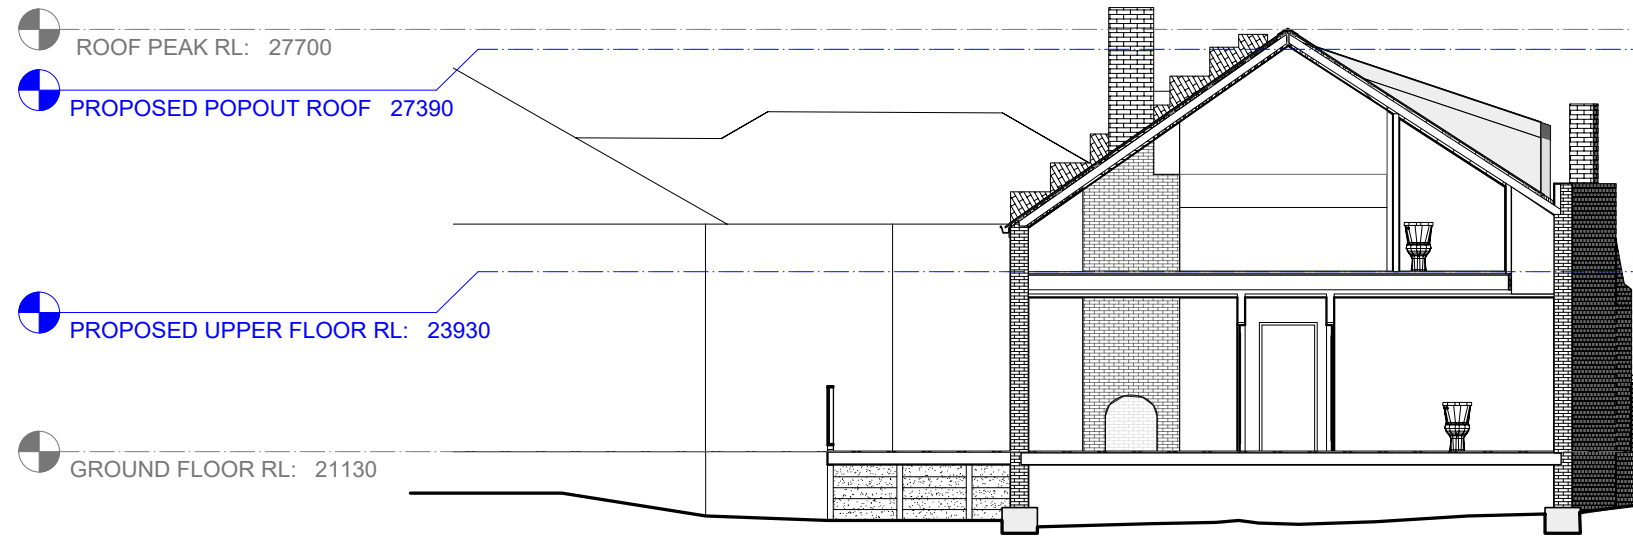 ROOF PEAK RL: 27700
PROPOSED POPOUT ROOF 27390
PROPOSED UPPER FLOOR RL: 23930
GROUND FLOOR RL: 21130